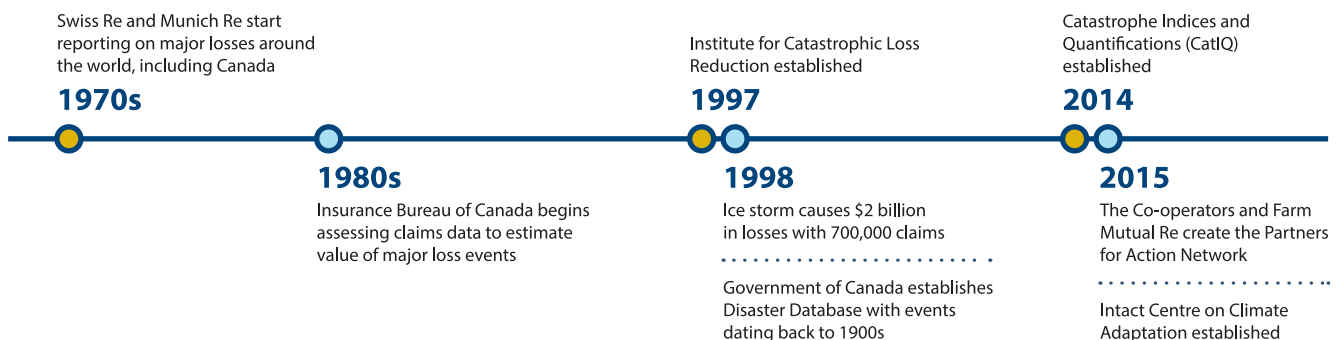 Swiss Re and Munich Re start
reporting on major losses around
the world, including Canada
1970s
1980s
Insurance Bureau of Canada begins
assessing claims data to estimate
value of major loss events
Institute for Catastrophic Loss
Reduction established
1997
1998
Ice storm causes $2 billion
in losses with 700,000 claims
Government of Canada establishes
Disaster Database with events
dating back to 1900s
Catastrophe Indices and
Quantifications (CatIQ)
established
2014
2015
The Co-operators and Farm
Mutual Re create the Partners
for Action Network
Intact Centre on Climate
Adaptation established